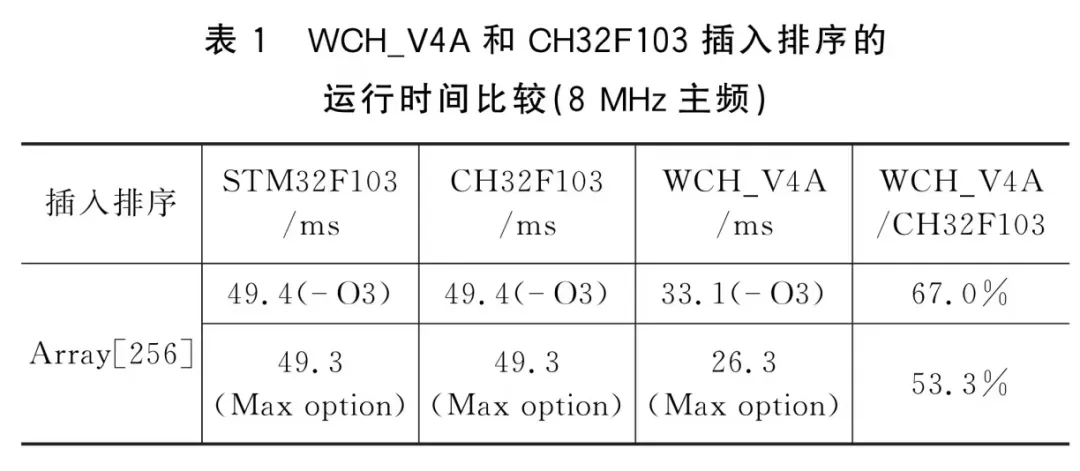 表 1 WCH_V4A 和 CH32F103 插入排序的
运行时间比较(8 MHz 主频)
插入排序
STM32F103
/ms
CH32F103
/ms
WCH_V4A
/ms
WCH_V4A
/CH32F103
Array[256]
49.4(-O3)
49.4(-O3)
33.1(-O3)
67.0%
49.3
(Max option)
49.3
(Max option)
26.3
(Max option)
53.3%